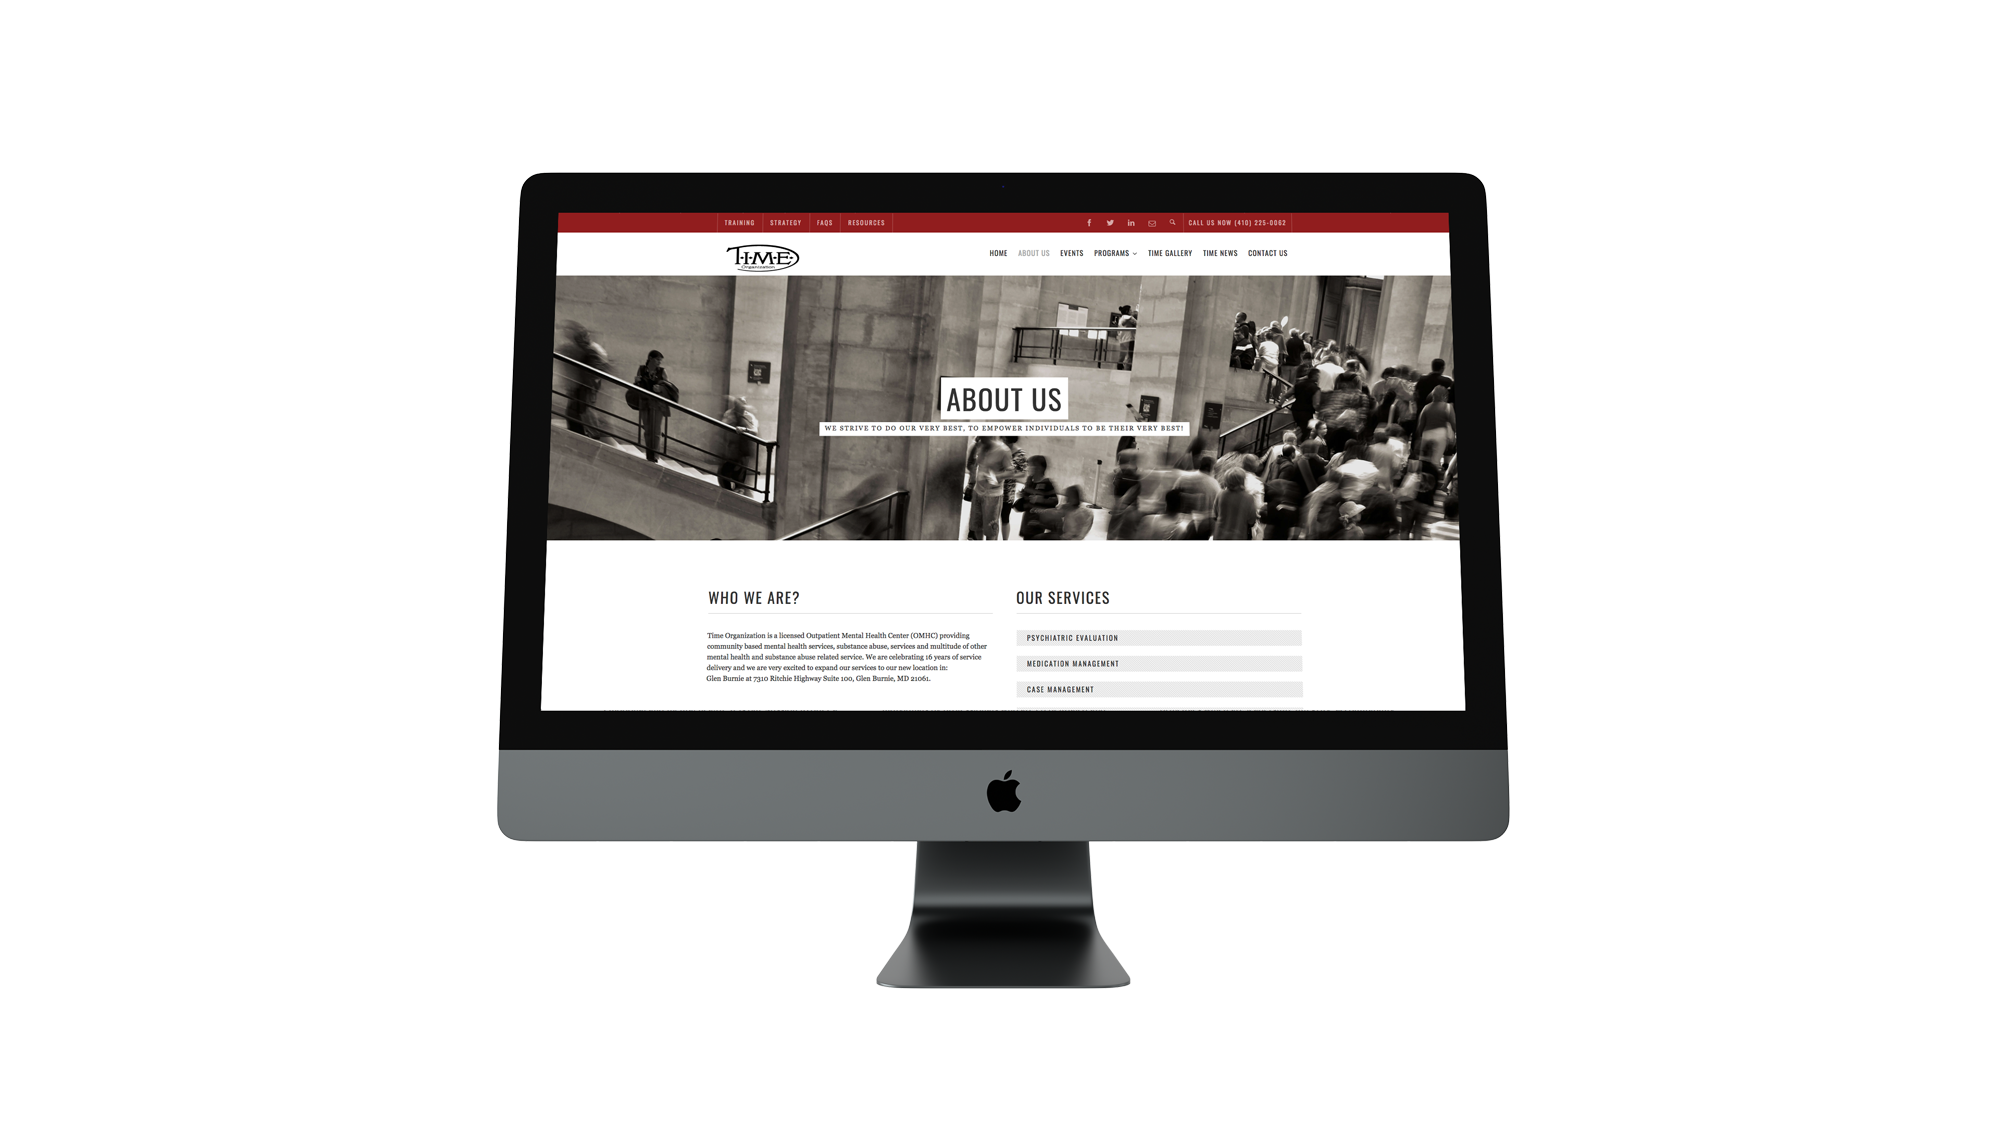 TRAINING STRATEGY FAQS RESOURCES CALL US NOW (410) 225-0062
T·I·M·E·
Organization
HOME ABOUT US EVENTS PROGRAMS TIME GALLERY TIME NEWS CONTACT US
ABOUT US
WE STRIVE TO DO OUR VERY BEST, TO EMPOWER INDIVIDUALS TO BE THEIR VERY BEST!
WHO WE ARE?
Time Organization is a licensed Outpatient Mental Health Center (OMHC) providing
community based mental health services, substance abuse, services and multitude of other
mental health and substance abuse related service. We are celebrating 16 years of service
delivery and we are very excited to expand our services to our new location in:
Glen Burnie at 7310 Ritchie Highway Suite 100, Glen Burnie, MD 21061.
OUR SERVICES
PSYCHIATRIC EVALUATION
MEDICATION MANAGEMENT
CASE MANAGEMENT